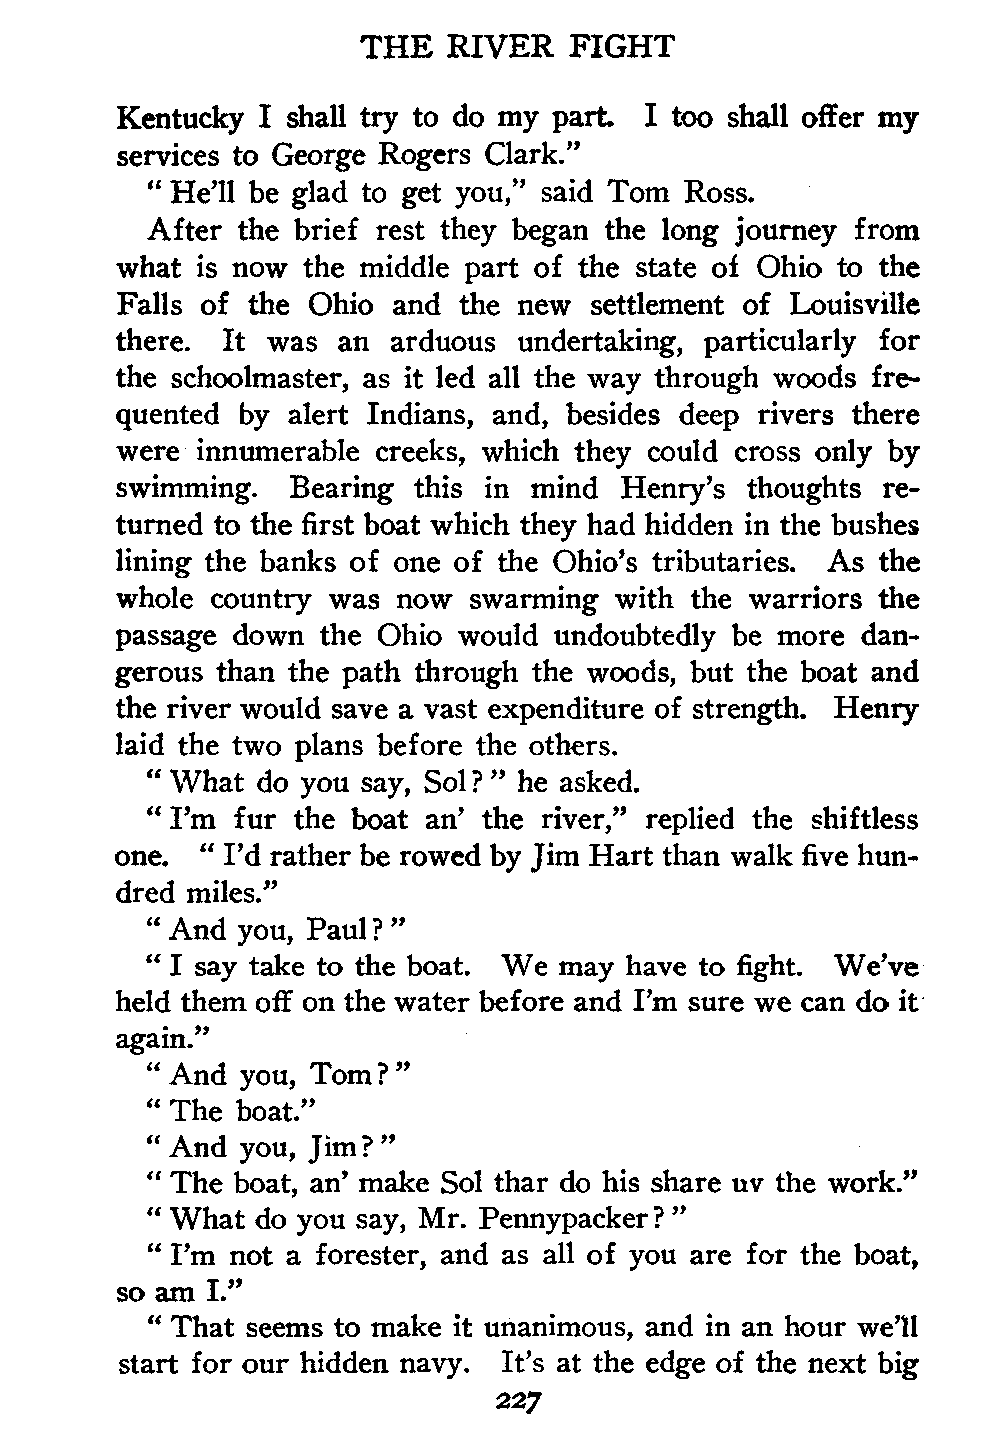 THE RIVER FIGHT
Kentucky I shall try to do my part. I too shall offer my
services to George Rogers Clark."
"He'll be glad to get you," said Tom Ross.
After the brief rest they began the long journey from
what is now the middle part of the state of Ohio to the
Falls of the Ohio and the new settlement of Louisville
there. It was an arduous undertaking, particularly for
the schoolmaster, as it led all the way through woods fre-
quented by alert Indians, and, besides deep rivers there
were innumerable creeks, which they could cross only by
swimming. Bearing this in mind Henry's thoughts re-
turned to the first boat which they had hidden in the bushes
lining the banks of one of the Ohio's tributaries. As the
whole country was now swarming with the warriors the
passage down the Ohio would undoubtedly be more dan-
gerous than the path through the woods, but the boat and
the river would save a vast expenditure of strength. Henry
laid the two plans before the others.
"What do you say, Sol?" he asked.
"I'm fur the boat an' the river," replied the shiftless
one. "I'd rather be rowed by Jim Hart than walk five hun-
dred miles."
"And you, Paul?"
"I say take to the boat. We may have to fight. We've
held them off on the water before and I'm sure we can do it
again."
"And you, Tom?"
"The boat."
"And you, Jim?"
"The boat, an' make Sol thar do his share uv the work."
"What do you say, Mr. Pennypacker?"
"I'm not a forester, and as all of you are for the boat,
so am I."
"That seems to make it unanimous, and in an hour we'll
start for our hidden navy. It's at the edge of the next big
227